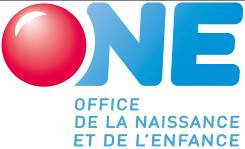 ONE
OFFICE
DE LA NAISSANCE
ET DE L'ENFANCE